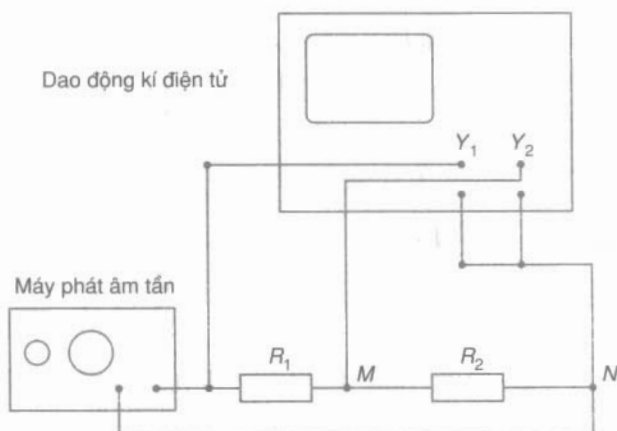 Dao động kí điện tử
Y₁ Y₂
Máy phát âm tần
R₁ M R₂ N